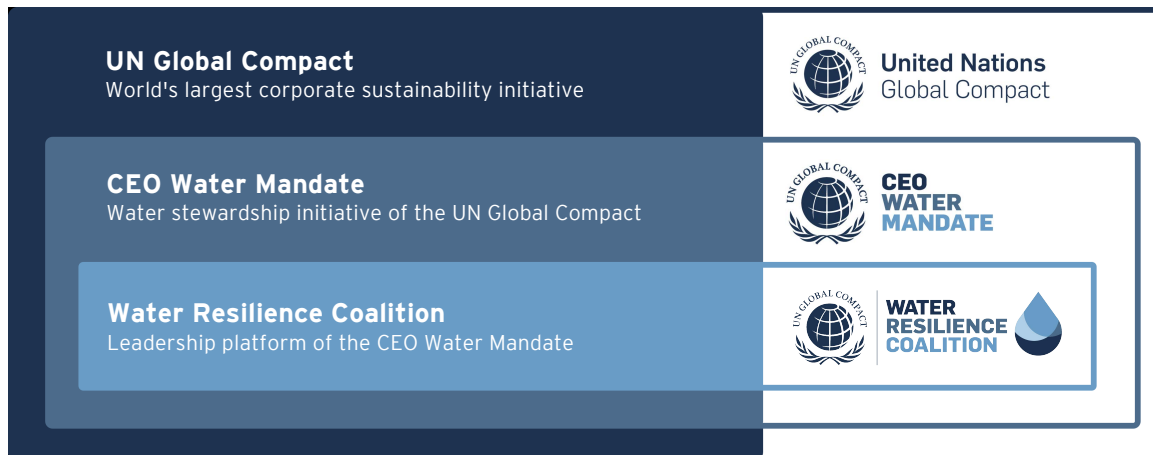 UN Global Compact
World's largest corporate sustainability initiative
UN GLOBAL COMPACT
United Nations
Global Compact
CEO Water Mandate
Water stewardship initiative of the UN Global Compact
UN GLOBAL COMPACT
CEO
WATER
MANDATE
Water Resilience Coalition
Leadership platform of the CEO Water Mandate
UN GLOBAL COMPACT
WATER
RESILIENCE
COALITION